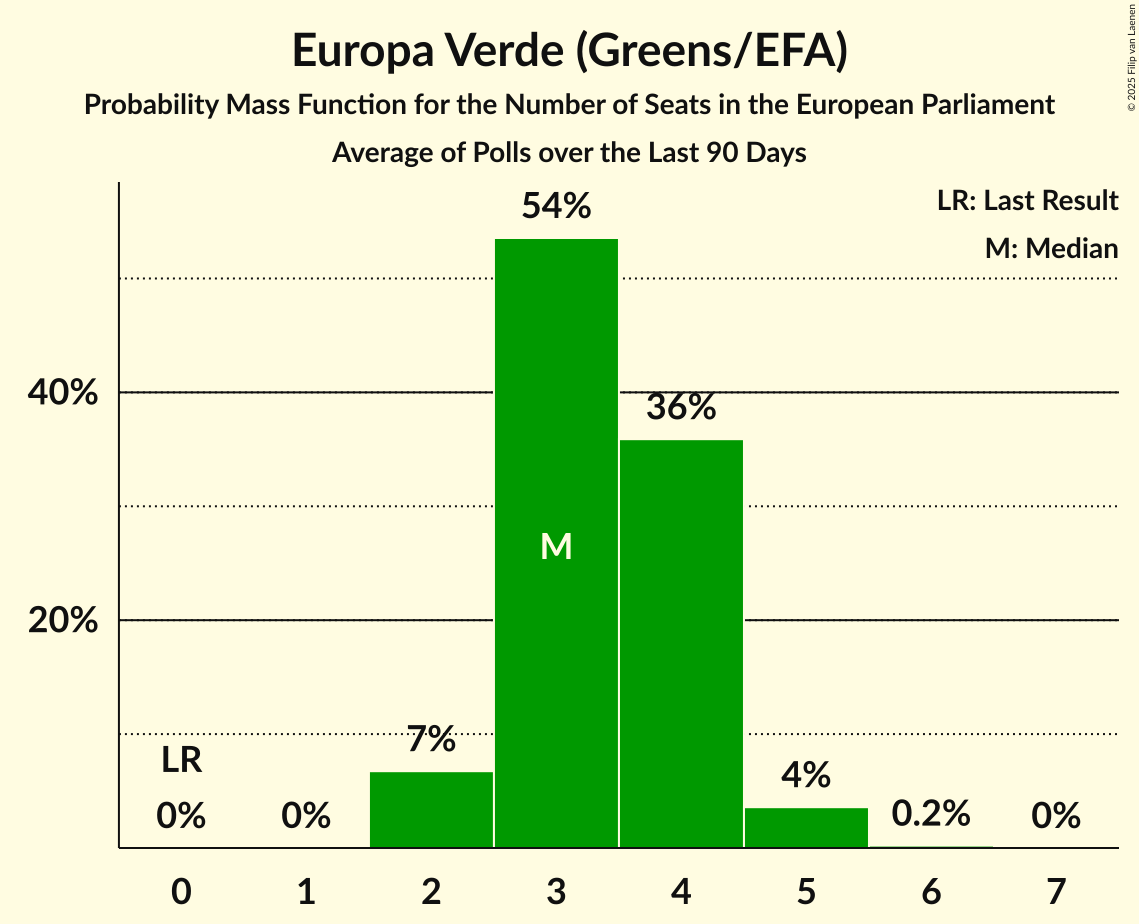 Europa Verde (Greens/EFA)
Probability Mass Function for the Number of Seats in the European Parliament
Average of Polls over the Last 90 Days
© 2025 Filip van Laenen
LR: Last Result
M: Median
54%
40%
36%
M
20%
7%
LR
4%
0%
0%
0.2%
0%
0
1
2
3
4
5
6
7